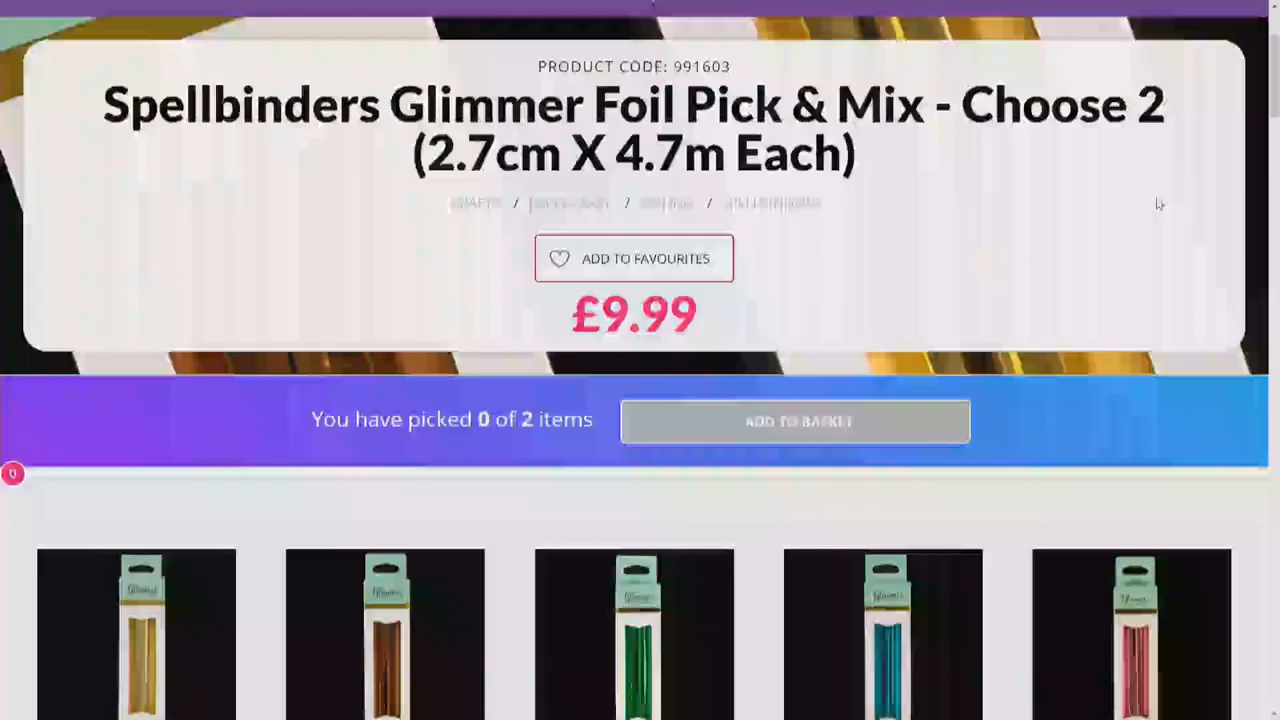 PRODUCT CODE: 991603
Spellbinders Glimmer Foil Pick & Mix - Choose 2
(2.7cm X 4.7m Each)
ADD TO FAVOURITES
£9.99
You have picked 0 of 2 items
ADD TO BASKET
0